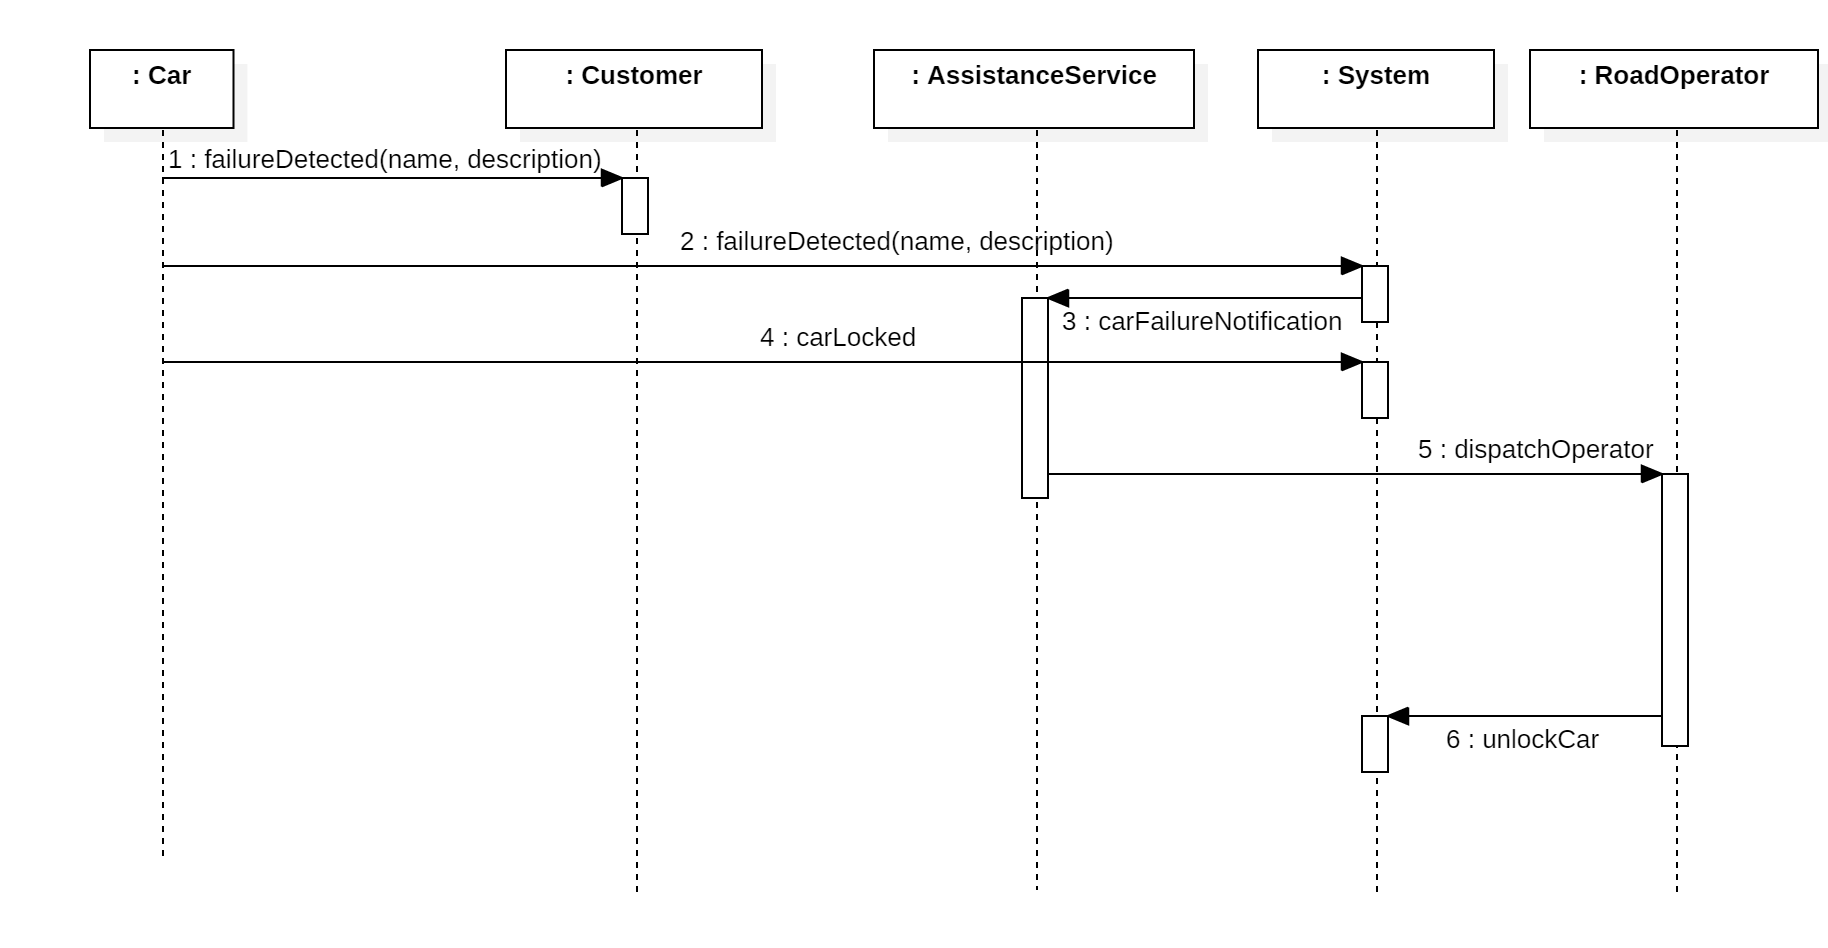 : Car
: Customer
: AssistanceService
: System
: RoadOperator
1 : failureDetected(name, description)
2 : failureDetected(name, description)
3 : carFailureNotification
4 : carLocked
5 : dispatchOperator
6 : unlockCar